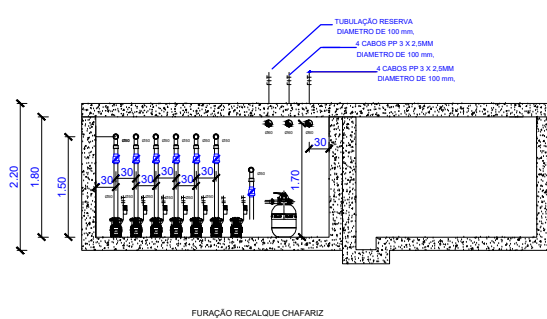 TUBULAÇÃO RESERVA
DIAMETRO DE 100 mm,
4 CABOS PP 3 X 2,5MM
DIAMETRO DE 100 mm,
4 CABOS PP 3 X 2,5MM
DIAMETRO DE 100 mm,
2.20
1.80
1.50
30
30
30
30
30
30
1.70
30
FURAÇÃO RECALQUE CHAFARIZ